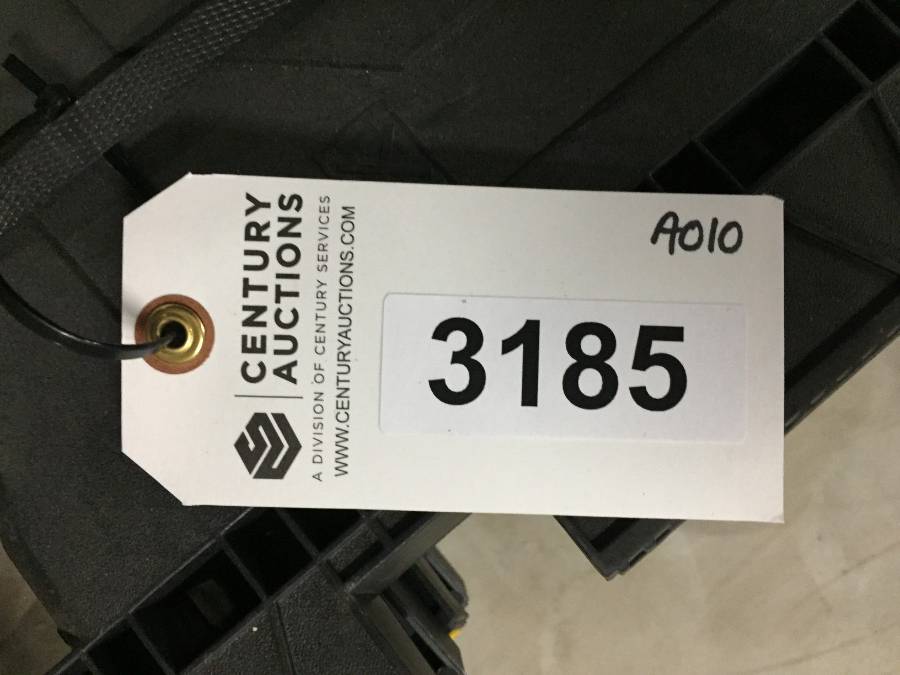 CENTURY
AUCTIONS
A DIVISION OF CENTURY SERVICES
WWW.CENTURYAUCTIONS.COM
A010
3185